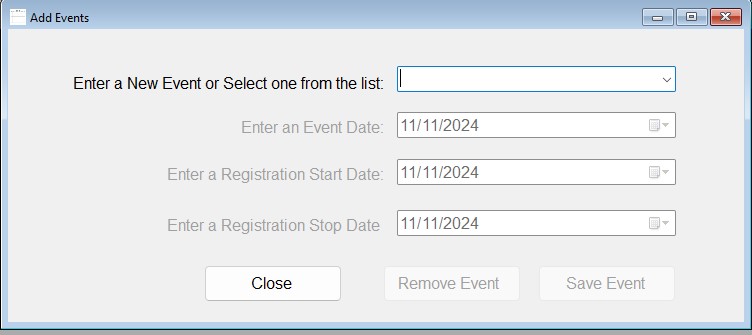 Add Events
Enter a New Event or Select one from the list:
Enter an Event Date: 11/11/2024
Enter a Registration Start Date: 11/11/2024
Enter a Registration Stop Date 11/11/2024
Close Remove Event Save Event